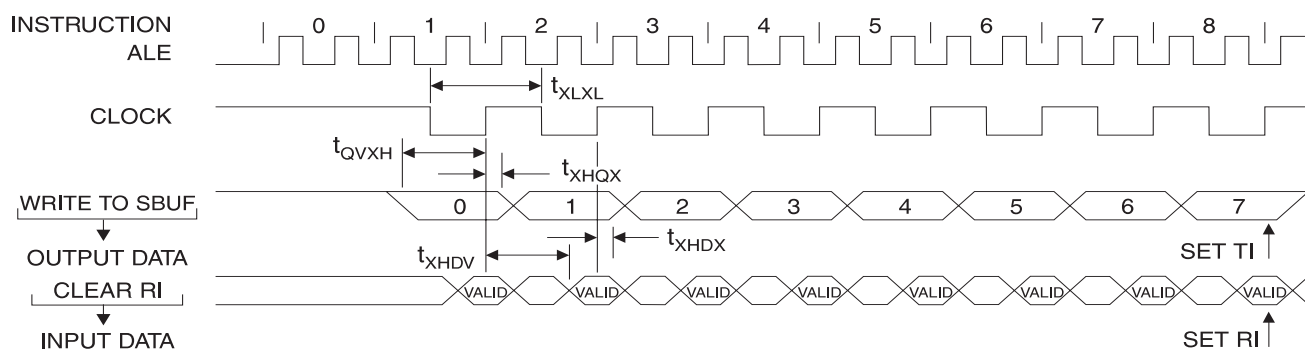 INSTRUCTION 0 1 2 3 4 5 6 7 8
ALE
tXLXL
CLOCK
tQVXH
tXHQX
WRITE TO SBUF 0 1 2 3 4 5 6 7
tXHDX
OUTPUT DATA tXHDV SET TI
CLEAR RI VALID VALID VALID VALID VALID VALID VALID VALID
INPUT DATA SET RI